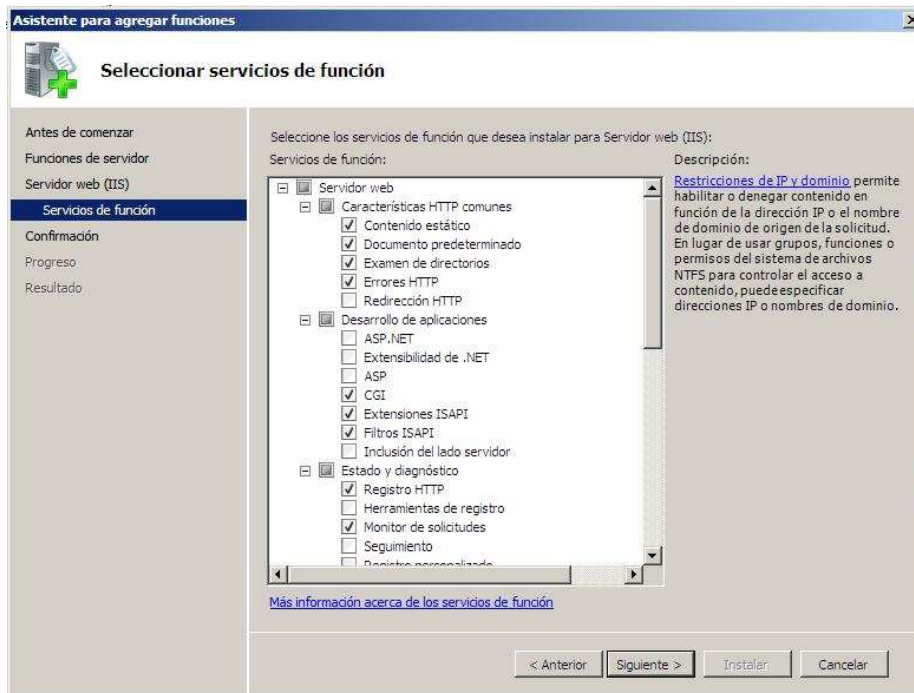 Asistente para agregar funciones
Seleccionar servicios de función
Antes de comenzar
Funciones de servidor
Servidor web (IIS)
Servicios de función
Confirmación
Progreso
Resultado
Seleccione los servicios de función que desea instalar para Servidor web (IIS):
Servicios de función:
Servidor web
Características HTTP comunes
Contenido estático
Documento predeterminado
Examen de directorios
Errores HTTP
Redirección HTTP
Desarrollo de aplicaciones
ASP.NET
Extensibilidad de .NET
ASP
CGI
Extensiones ISAPI
Filtros ISAPI
Inclusión del lado servidor
Estado y diagnóstico
Registro HTTP
Herramientas de registro
Monitor de solicitudes
Seguimiento
Registro personalizado
Descripción:
Restricciones de IP y dominio permite
habilitar o denegar contenido en
función de la dirección IP o el nombre
de dominio de origen de la solicitud.
En lugar de usar grupos, funciones o
permisos del sistema de archivos
NTFS para controlar el acceso a
contenido, puede especificar
direcciones IP o nombres de dominio.
Más información acerca de los servicios de función
< Anterior
Siguiente >
Instalar
Cancelar